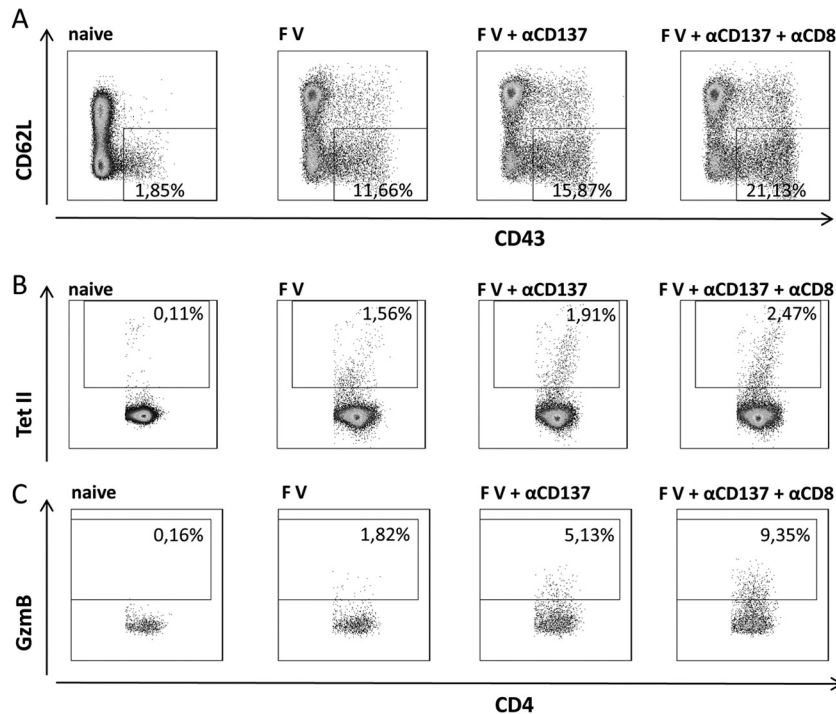 A
naive F V F V + αCD137 F V + αCD137 + αCD8
CD62L
1,85% 11,66% 15,87% 21,13%
CD43
B
naive F V F V + αCD137 F V + αCD137 + αCD8
0,11% 1,56% 1,91% 2,47%
Tet II
C
naive F V F V + αCD137 F V + αCD137 + αCD8
0,16% 1,82% 5,13% 9,35%
GzmB
CD4